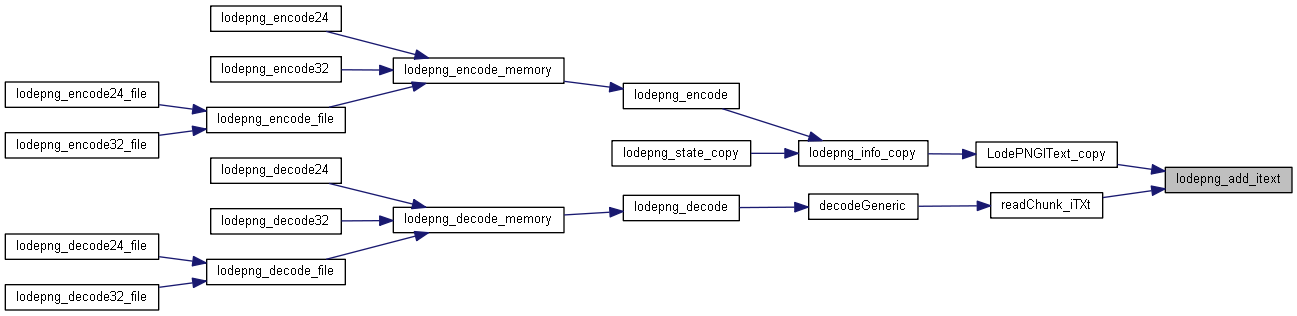 lodepng_encode24
lodepng_encode32
lodepng_encode_memory
lodepng_encode24_file
lodepng_encode_file
lodepng_encode32_file
lodepng_encode
lodepng_state_copy
lodepng_info_copy
LodePNGIText_copy
lodepng_add_itext
lodepng_decode24
lodepng_decode32
lodepng_decode_memory
lodepng_decode
decodeGeneric
readChunk_iTXt
lodepng_decode24_file
lodepng_decode_file
lodepng_decode32_file